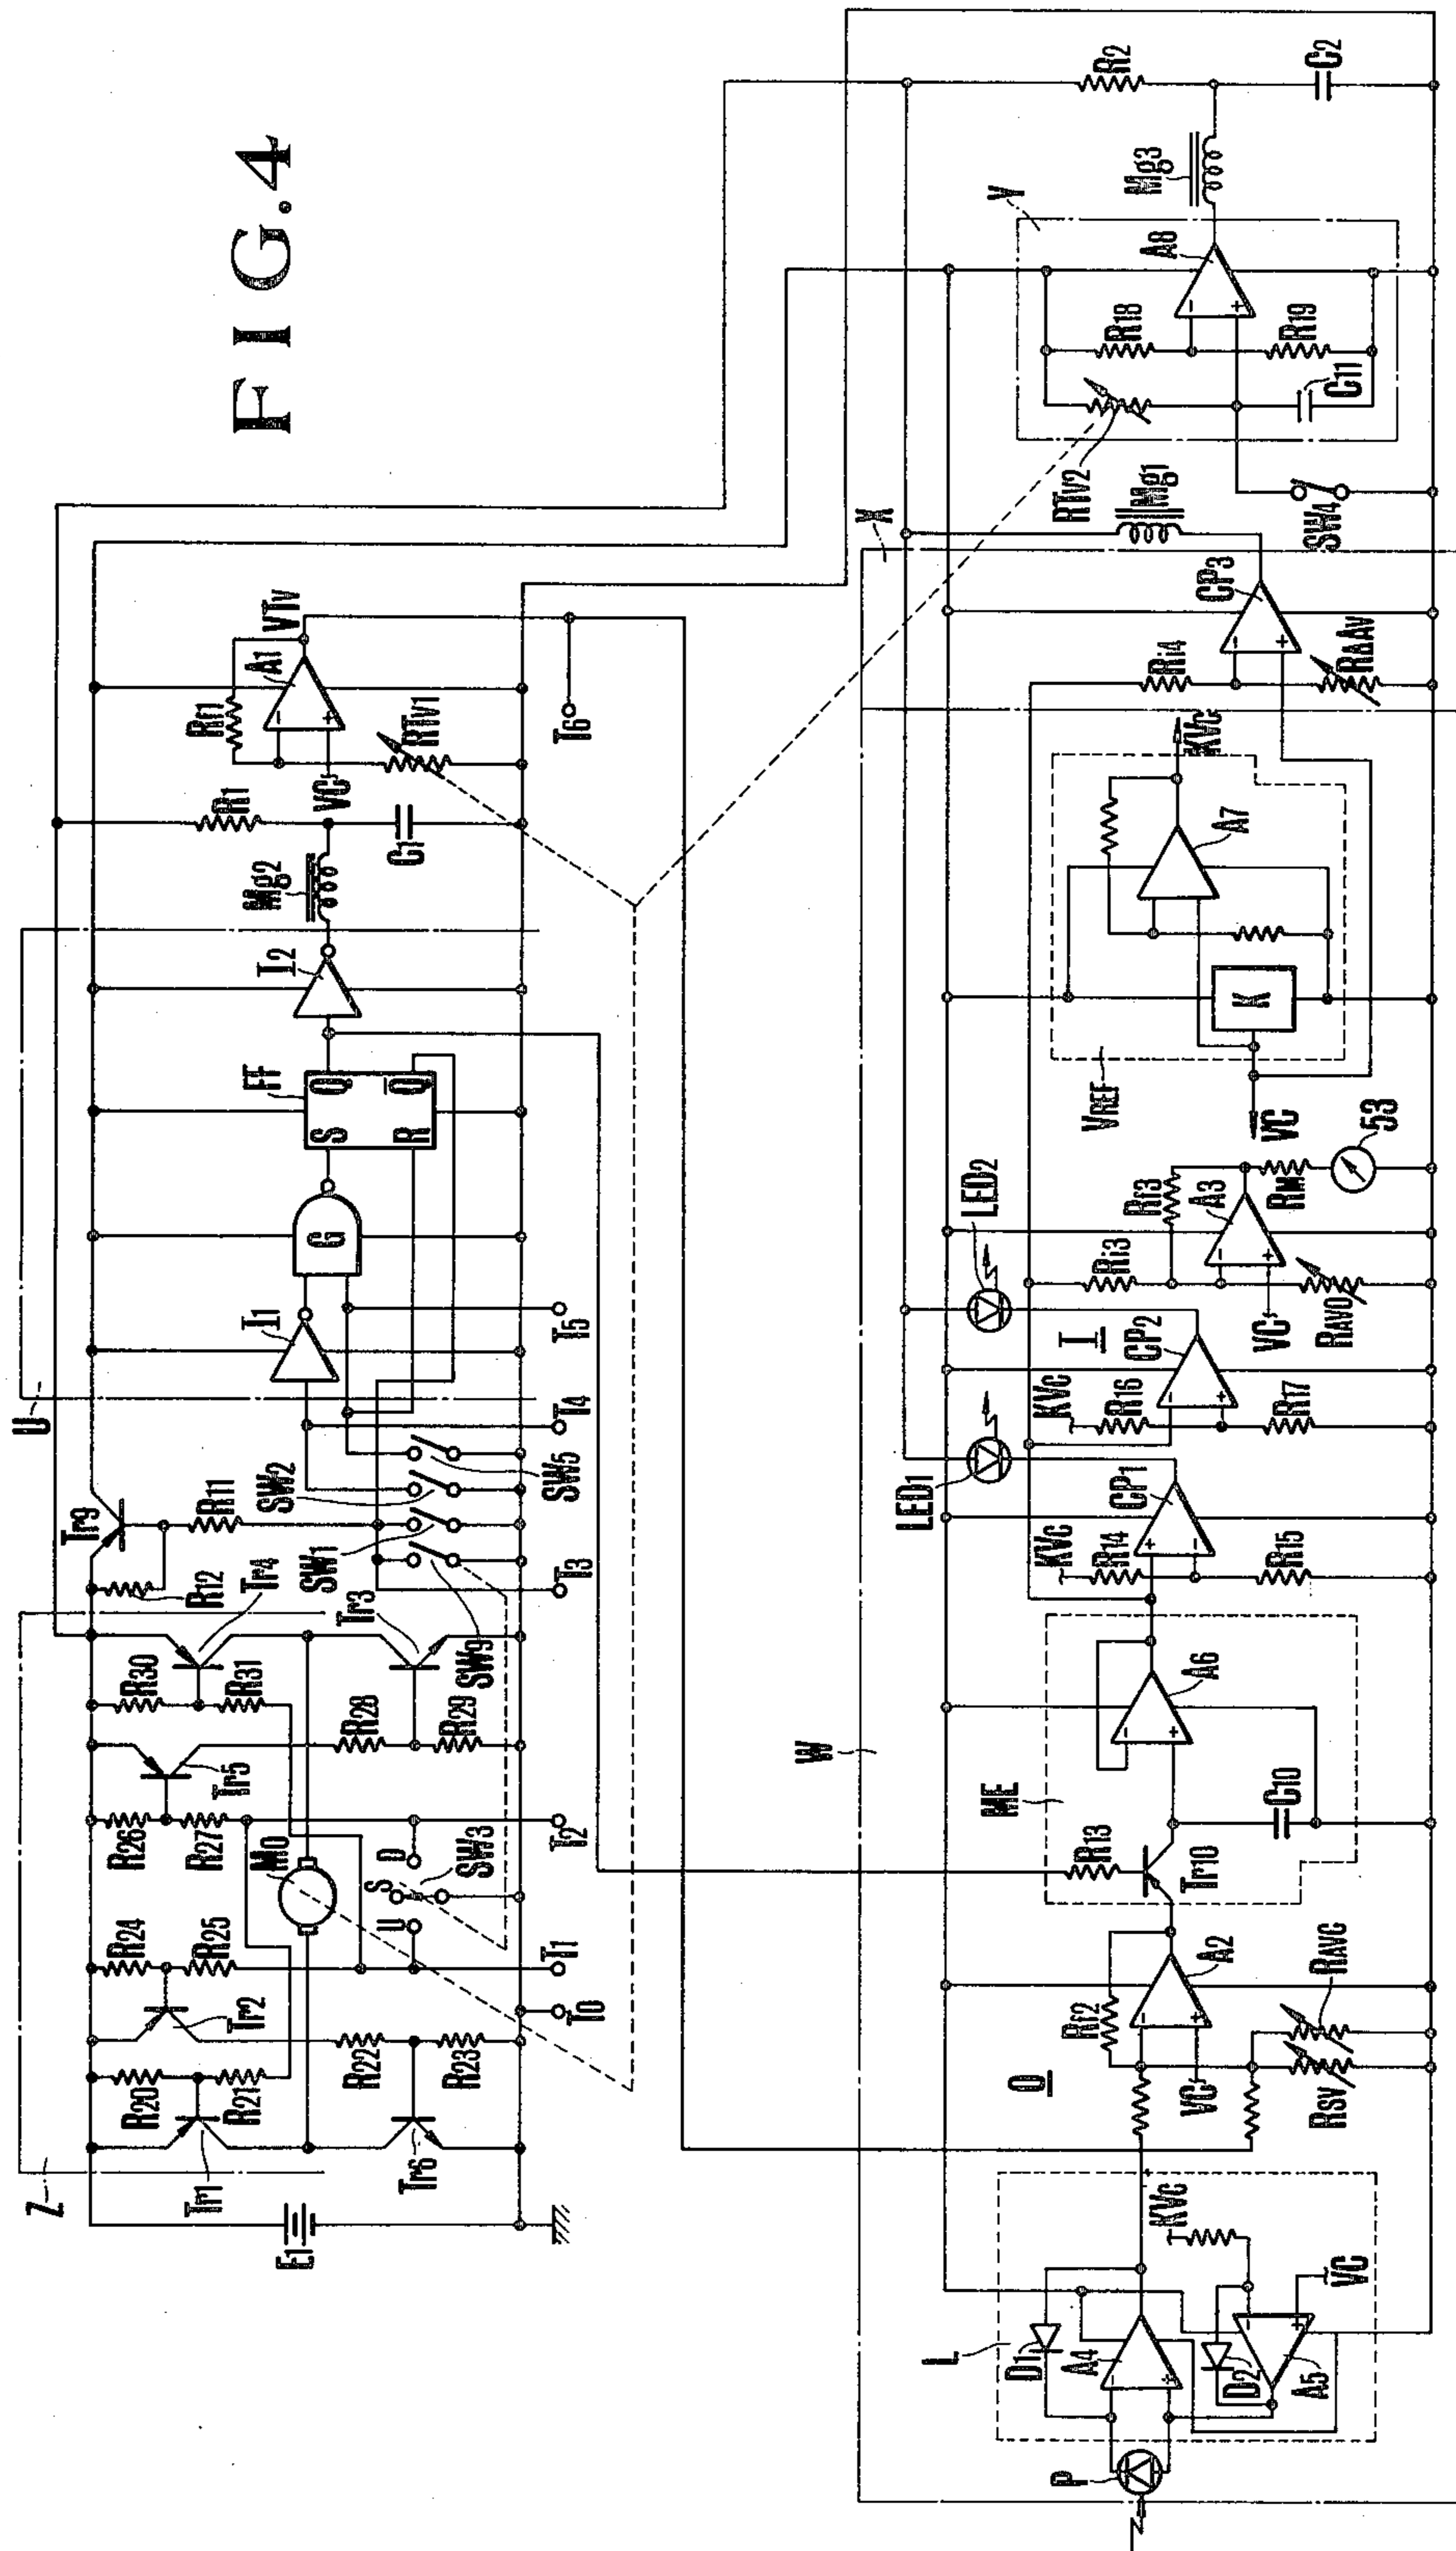 FIG.4
U
Z
Tr9
R12
R11
Tr4
R30
R31
Tr5
R26
R27
R24
R25
Tr2
R20
R21
Tr1
E1
M0
R28
R29
Tr3
R22
R23
Tr6
U
S
D
SW3
SW9
SW1
SW2
SW5
T0
T1
T2
T3
T4
T5
I1
G
FF
S
Q
R
Q̅
I2
Mg2
R1
C1
Rf1
A1
-
+
VC
VTv
RTV1
T6
W
X
Y
L
D1
A4
-
+
P
D2
A5
-
+
KVC
VC
O
Rf2
A2
-
+
VC
RSV
RAVC
ME
R13
Tr10
A6
-
+
C10
KVC
R14
R15
CP1
+
-
LED1
KVC
R16
R17
CP2
-
+
I
LED2
Ri3
Rf3
A3
-
+
VC
RAVO
RM
53
VREF
VC
K
A7
KVC
Ri4
CP3
-
+
RΔAV
Mg1
RTV2
SW4
R18
R19
C11
A8
-
+
Mg3
R2
C2